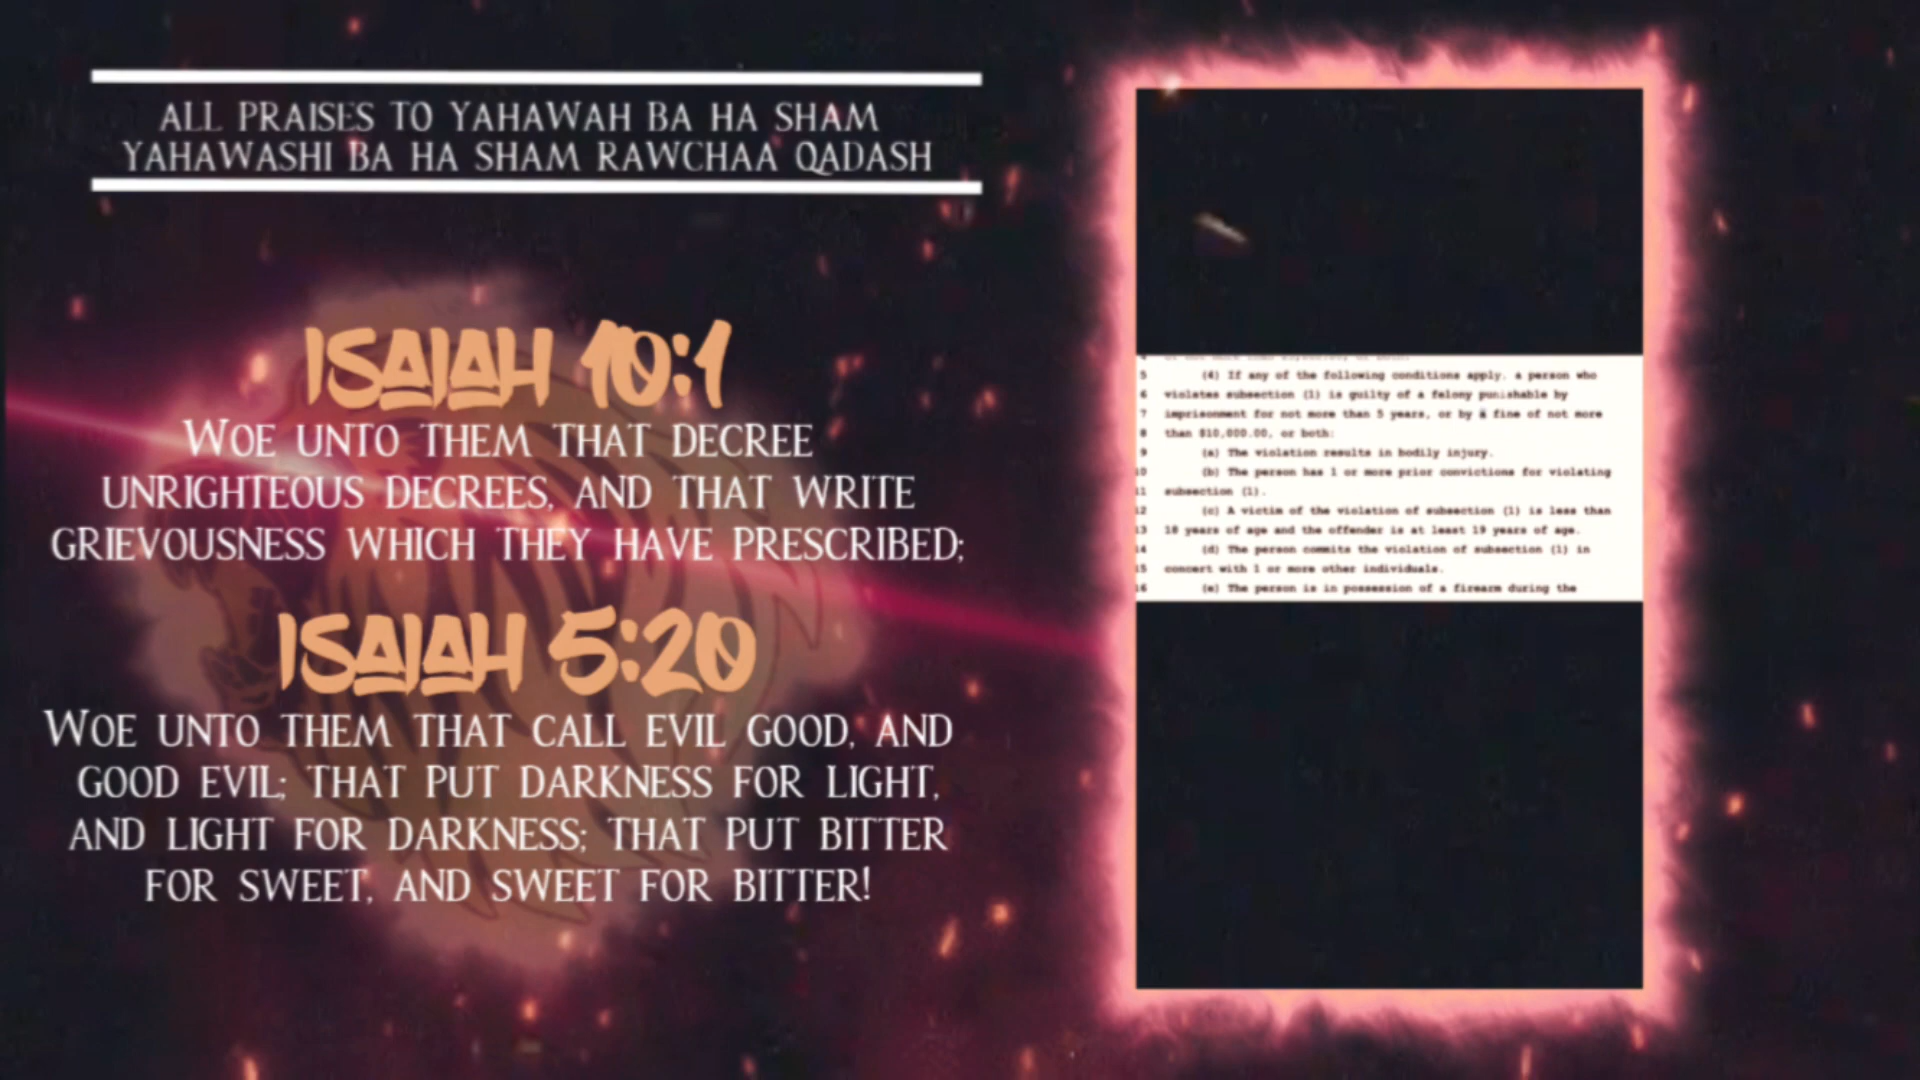 ALL PRAISES TO YAHAWAH BA HA SHAM
YAHAWASHI BA HA SHAM RAWCHAA QADASH
ISAIAH 10:1
WOE UNTO THEM THAT DECREE
UNRIGHTEOUS DECREES, AND THAT WRITE
GRIEVOUSNESS WHICH THEY HAVE PRESCRIBED;
ISAIAH 5:20
WOE UNTO THEM THAT CALL EVIL GOOD, AND
GOOD EVIL; THAT PUT DARKNESS FOR LIGHT,
AND LIGHT FOR DARKNESS; THAT PUT BITTER
FOR SWEET, AND SWEET FOR BITTER!
5 (4) If any of the following conditions apply, a person who
6 violates subsection (1) is guilty of a felony punishable by
7 imprisonment for not more than 5 years, or by a fine of not more
8 than $10,000.00, or both:
9 (a) The violation results in bodily injury.
10 (b) The person has 1 or more prior convictions for violating
11 subsection (1).
12 (c) A victim of the violation of subsection (1) is less than
13 18 years of age and the offender is at least 19 years of age.
14 (d) The person commits the violation of subsection (1) in
15 concert with 1 or more other individuals.
16 (e) The person is in possession of a firearm during the